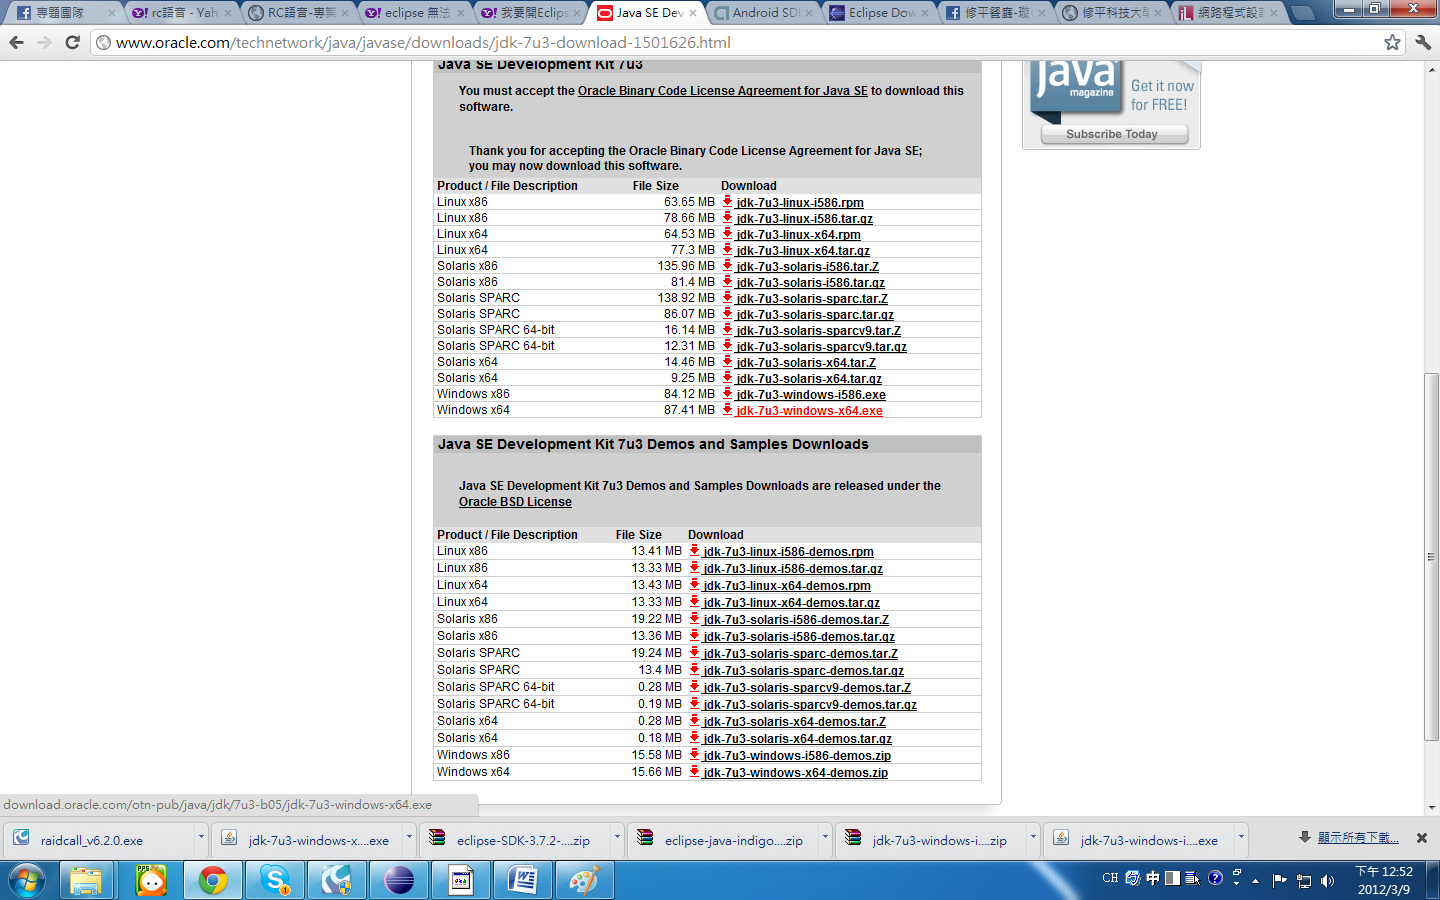 專題團隊
rc語音 - Yah
RC語音-專業
eclipse 無法
我要開Eclips
Java SE Dev
Android SD
Eclipse Dow
修平餐廳-璇
修平科技大學
網路程式設計
www.oracle.com/technetwork/java/javase/downloads/jdk-7u3-download-1501626.html
Java SE Development Kit 7u3
You must accept the Oracle Binary Code License Agreement for Java SE to download this
software.
Thank you for accepting the Oracle Binary Code License Agreement for Java SE;
you may now download this software.
Product / File Description File Size Download
Linux x86 63.65 MB jdk-7u3-linux-i586.rpm
Linux x86 78.66 MB jdk-7u3-linux-i586.tar.gz
Linux x64 64.53 MB jdk-7u3-linux-x64.rpm
Linux x64 77.3 MB jdk-7u3-linux-x64.tar.gz
Solaris x86 135.96 MB jdk-7u3-solaris-i586.tar.Z
Solaris x86 81.4 MB jdk-7u3-solaris-i586.tar.gz
Solaris SPARC 138.92 MB jdk-7u3-solaris-sparc.tar.Z
Solaris SPARC 86.07 MB jdk-7u3-solaris-sparc.tar.gz
Solaris SPARC 64-bit 16.14 MB jdk-7u3-solaris-sparcv9.tar.Z
Solaris SPARC 64-bit 12.31 MB jdk-7u3-solaris-sparcv9.tar.gz
Solaris x64 14.46 MB jdk-7u3-solaris-x64.tar.Z
Solaris x64 9.25 MB jdk-7u3-solaris-x64.tar.gz
Windows x86 84.12 MB jdk-7u3-windows-i586.exe
Windows x64 87.41 MB jdk-7u3-windows-x64.exe
Java SE Development Kit 7u3 Demos and Samples Downloads
Java SE Development Kit 7u3 Demos and Samples Downloads are released under the
Oracle BSD License
Product / File Description File Size Download
Linux x86 13.41 MB jdk-7u3-linux-i586-demos.rpm
Linux x86 13.33 MB jdk-7u3-linux-i586-demos.tar.gz
Linux x64 13.43 MB jdk-7u3-linux-x64-demos.rpm
Linux x64 13.33 MB jdk-7u3-linux-x64-demos.tar.gz
Solaris x86 19.22 MB jdk-7u3-solaris-i586-demos.tar.Z
Solaris x86 13.36 MB jdk-7u3-solaris-i586-demos.tar.gz
Solaris SPARC 19.24 MB jdk-7u3-solaris-sparc-demos.tar.Z
Solaris SPARC 13.4 MB jdk-7u3-solaris-sparc-demos.tar.gz
Solaris SPARC 64-bit 0.28 MB jdk-7u3-solaris-sparcv9-demos.tar.Z
Solaris SPARC 64-bit 0.19 MB jdk-7u3-solaris-sparcv9-demos.tar.gz
Solaris x64 0.28 MB jdk-7u3-solaris-x64-demos.tar.Z
Solaris x64 0.18 MB jdk-7u3-solaris-x64-demos.tar.gz
Windows x86 15.58 MB jdk-7u3-windows-i586-demos.zip
Windows x64 15.66 MB jdk-7u3-windows-x64-demos.zip
java
magazine
Get it now
for FREE!
Subscribe Today
download.oracle.com/otn-pub/java/jdk/7u3-b05/jdk-7u3-windows-x64.exe
raidcall_v6.2.0.exe
jdk-7u3-windows-x....exe
eclipse-SDK-3.7.2-....zip
eclipse-java-indigo....zip
jdk-7u3-windows-i....zip
jdk-7u3-windows-i....exe
顯示所有下載...
PPS
CH
中
下午 12:52
2012/3/9